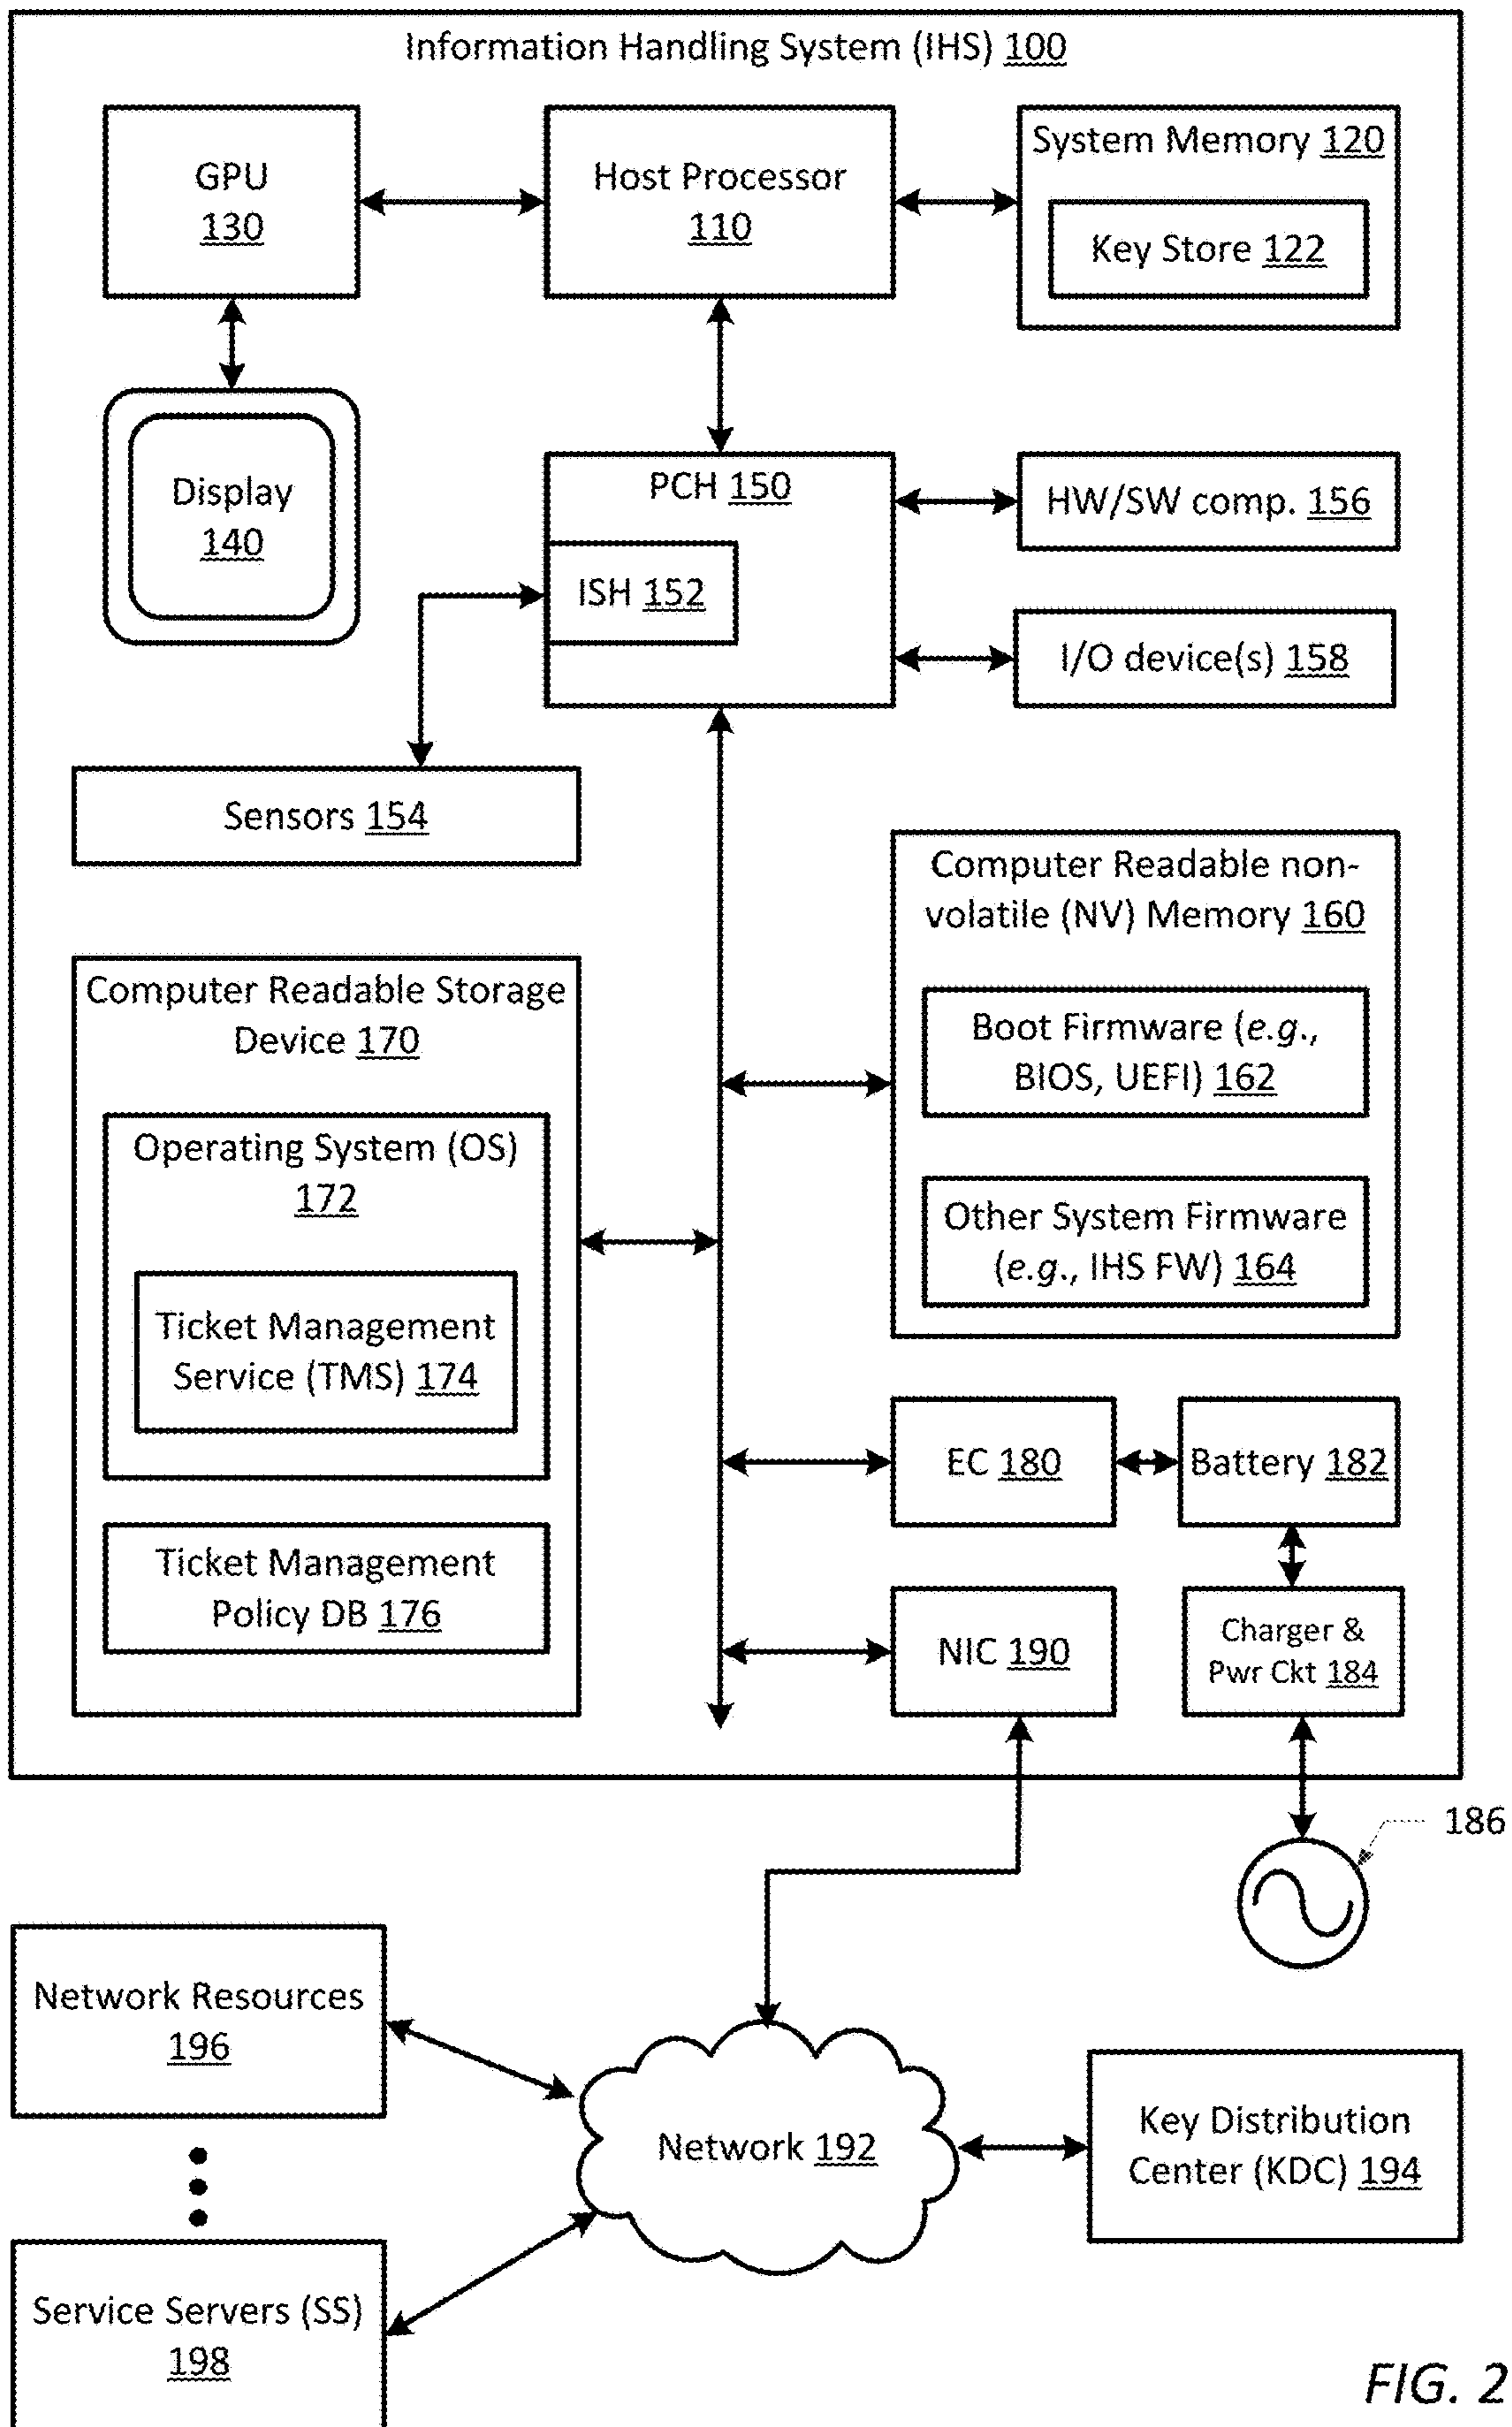 Information Handling System (IHS) 100
GPU
130
Host Processor
110
System Memory 120
Key Store 122
Display
140
PCH 150
ISH 152
HW/SW comp. 156
I/O device(s) 158
Sensors 154
Computer Readable non-
volatile (NV) Memory 160
Boot Firmware (e.g.,
BIOS, UEFI) 162
Other System Firmware
(e.g., IHS FW) 164
Computer Readable Storage
Device 170
Operating System (OS)
172
Ticket Management
Service (TMS) 174
Ticket Management
Policy DB 176
EC 180
Battery 182
NIC 190
Charger &
Pwr Ckt 184
186
Network Resources
196
Network 192
Key Distribution
Center (KDC) 194
Service Servers (SS)
198
FIG. 2